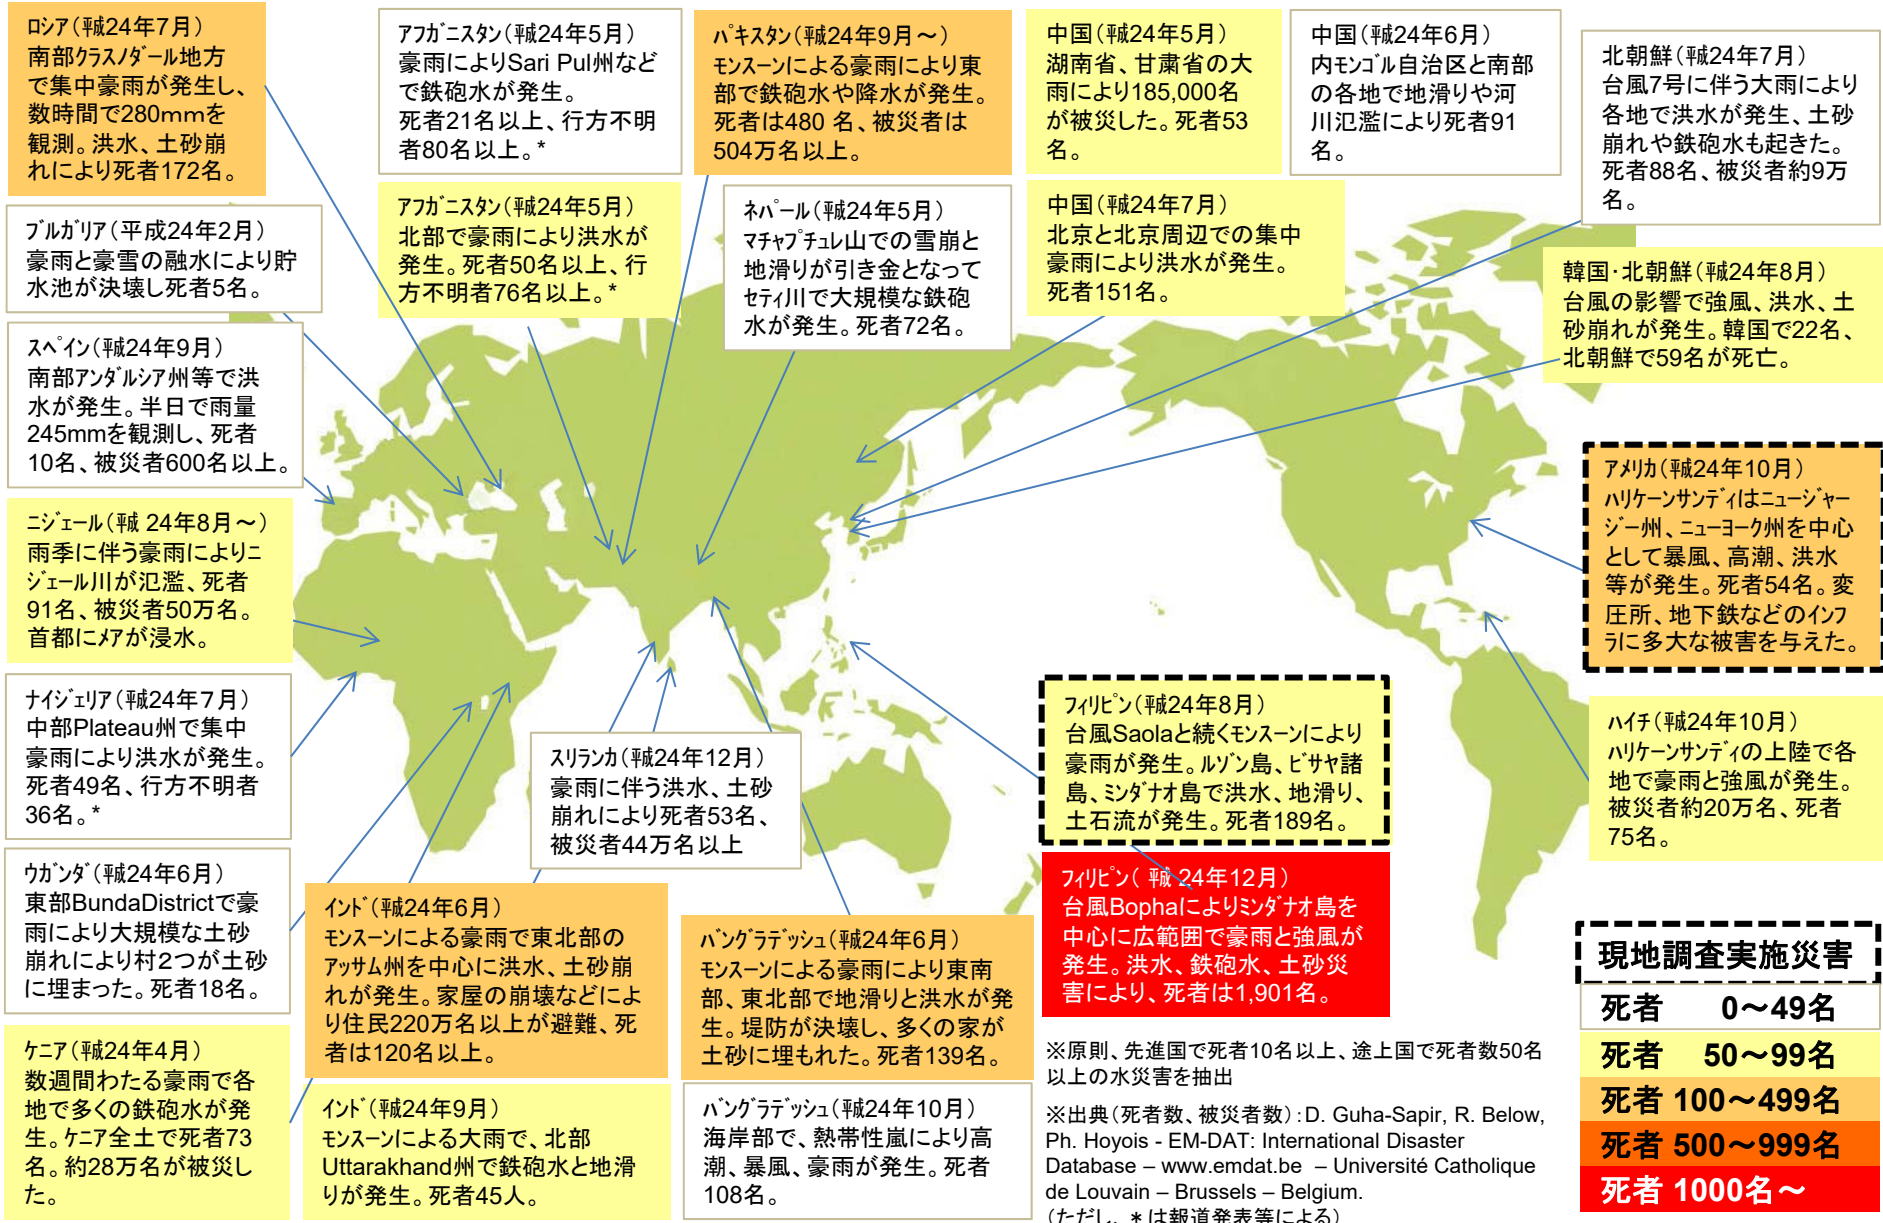 ロシア(平成24年7月)
南部クラスノダール地方
で集中豪雨が発生し、
数時間で280mmを
観測。洪水、土砂崩
れにより死者172名。
アフガニスタン(平成24年5月)
豪雨によりSari Pul州など
で鉄砲水が発生。
死者21名以上、行方不明
者80名以上。*
パキスタン(平成24年9月~)
モンスーンによる豪雨により東
部で鉄砲水や降水が発生。
死者は480 名、被災者は
504万名以上。
中国(平成24年5月)
湖南省、甘粛省の大
雨により185,000名
が被災した。死者53
名。
中国(平成24年6月)
内モンゴル自治区と南部
の各地で地滑りや河
川氾濫により死者91
名。
北朝鮮(平成24年7月)
台風7号に伴う大雨により
各地で洪水が発生、土砂
崩れや鉄砲水も起きた。
死者88名、被災者約9万
名。
ブルガリア(平成24年2月)
豪雨と豪雪の融水により貯
水池が決壊し死者5名。
アフガニスタン(平成24年5月)
北部で豪雨により洪水が
発生。死者50名以上、行
方不明者76名以上。*
ネパール(平成24年5月)
マチャプチュレ山での雪崩と
地滑りが引き金となって
セティ川で大規模な鉄砲
水が発生。死者72名。
中国(平成24年7月)
北京と北京周辺での集中
豪雨により洪水が発生。
死者151名。
韓国・北朝鮮(平成24年8月)
台風の影響で強風、洪水、土
砂崩れが発生。韓国で22名、
北朝鮮で59名が死亡。
スペイン(平成24年9月)
南部アンダルシア州等で洪
水が発生。半日で雨量
245mmを観測し、死者
10名、被災者600名以上。
アメリカ(平成24年10月)
ハリケーンサンディはニュージャー
ジー州、ニューヨーク州を中心
として暴風、高潮、洪水
等が発生。死者54名。変
圧所、地下鉄などのインフ
ラに多大な被害を与えた。
ニジェール(平成 24年8月~)
雨季に伴う豪雨によりニ
ジェール川が氾濫、死者
91名、被災者50万名。
首都ニメアが浸水。
ナイジェリア(平成24年7月)
中部Plateau州で集中
豪雨により洪水が発生。
死者49名、行方不明者
36名。*
スリランカ(平成24年12月)
豪雨に伴う洪水、土砂
崩れにより死者53名、
被災者44万名以上
フィリピン(平成24年8月)
台風Saolaと続くモンスーンにより
豪雨が発生。ルソン島、ビサヤ諸
島、ミンダナオ島で洪水、地滑り、
土石流が発生。死者189名。
ハイチ(平成24年10月)
ハリケーンサンディの上陸で各
地で豪雨と強風が発生。
被災者約20万名、死者
75名。
ウガンダ(平成24年6月)
東部BundaDistrictで豪
雨により大規模な土砂
崩れにより村2つが土砂
に埋まった。死者18名。
インド(平成24年6月)
モンスーンによる豪雨で東北部の
アッサム州を中心に洪水、土砂崩
れが発生。家屋の崩壊などによ
り住民220万名以上が避難、死
者は120名以上。
バングラデッシュ(平成24年6月)
モンスーンによる豪雨により東南
部、東北部で地滑りと洪水が発
生。堤防が決壊し、多くの家が
土砂に埋もれた。死者139名。
フィリピン( 平成24年12月)
台風Bophaによりミンダナオ島を
中心に広範囲で豪雨と強風が
発生。洪水、鉄砲水、土砂災
害により、死者は1,901名。
ケニア(平成24年4月)
数週間わたる豪雨で各
地で多くの鉄砲水が発
生。ケニア全土で死者73
名。約28万名が被災し
た。
インド(平成24年9月)
モンスーンによる大雨で、北部
Uttarakhand州で鉄砲水と地滑
りが発生。死者45人。
バングラデッシュ(平成24年10月)
海岸部で、熱帯性嵐により高
潮、暴風、豪雨が発生。死者
108名。
※原則、先進国で死者10名以上、途上国で死者数50名
以上の水災害を抽出
※出典(死者数、被災者数):D. Guha-Sapir, R. Below,
Ph. Hoyois - EM-DAT: International Disaster
Database – www.emdat.be – Université Catholique
de Louvain – Brussels – Belgium.
(ただし、*は報道発表等による)
現地調査実施災害
死者 0~49名
死者 50~99名
死者 100~499名
死者 500~999名
死者 1000名~